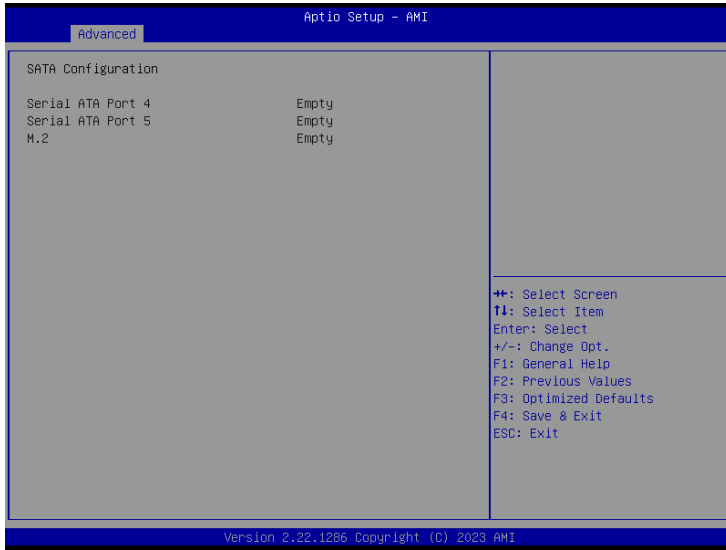 Aptio Setup - AMI
Advanced
SATA Configuration
Serial ATA Port 4 Empty
Serial ATA Port 5 Empty
M.2 Empty
→←: Select Screen
↑↓: Select Item
Enter: Select
+/-: Change Opt.
F1: General Help
F2: Previous Values
F3: Optimized Defaults
F4: Save & Exit
ESC: Exit
Version 2.22.1286 Copyright (C) 2023 AMI